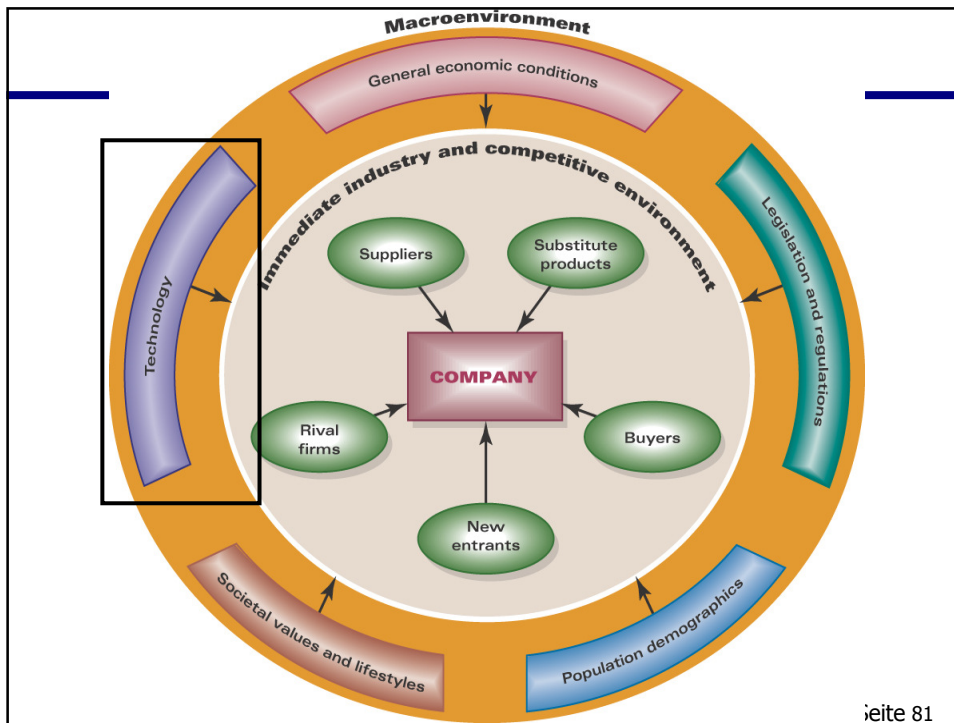 Macroenvironment
General economic conditions
Immediate industry and competitive environment
Technology
Legislation and regulations
Suppliers
Substitute
products
COMPANY
Rival
firms
Buyers
New
entrants
Societal values and lifestyles
Population demographics
Seite 81